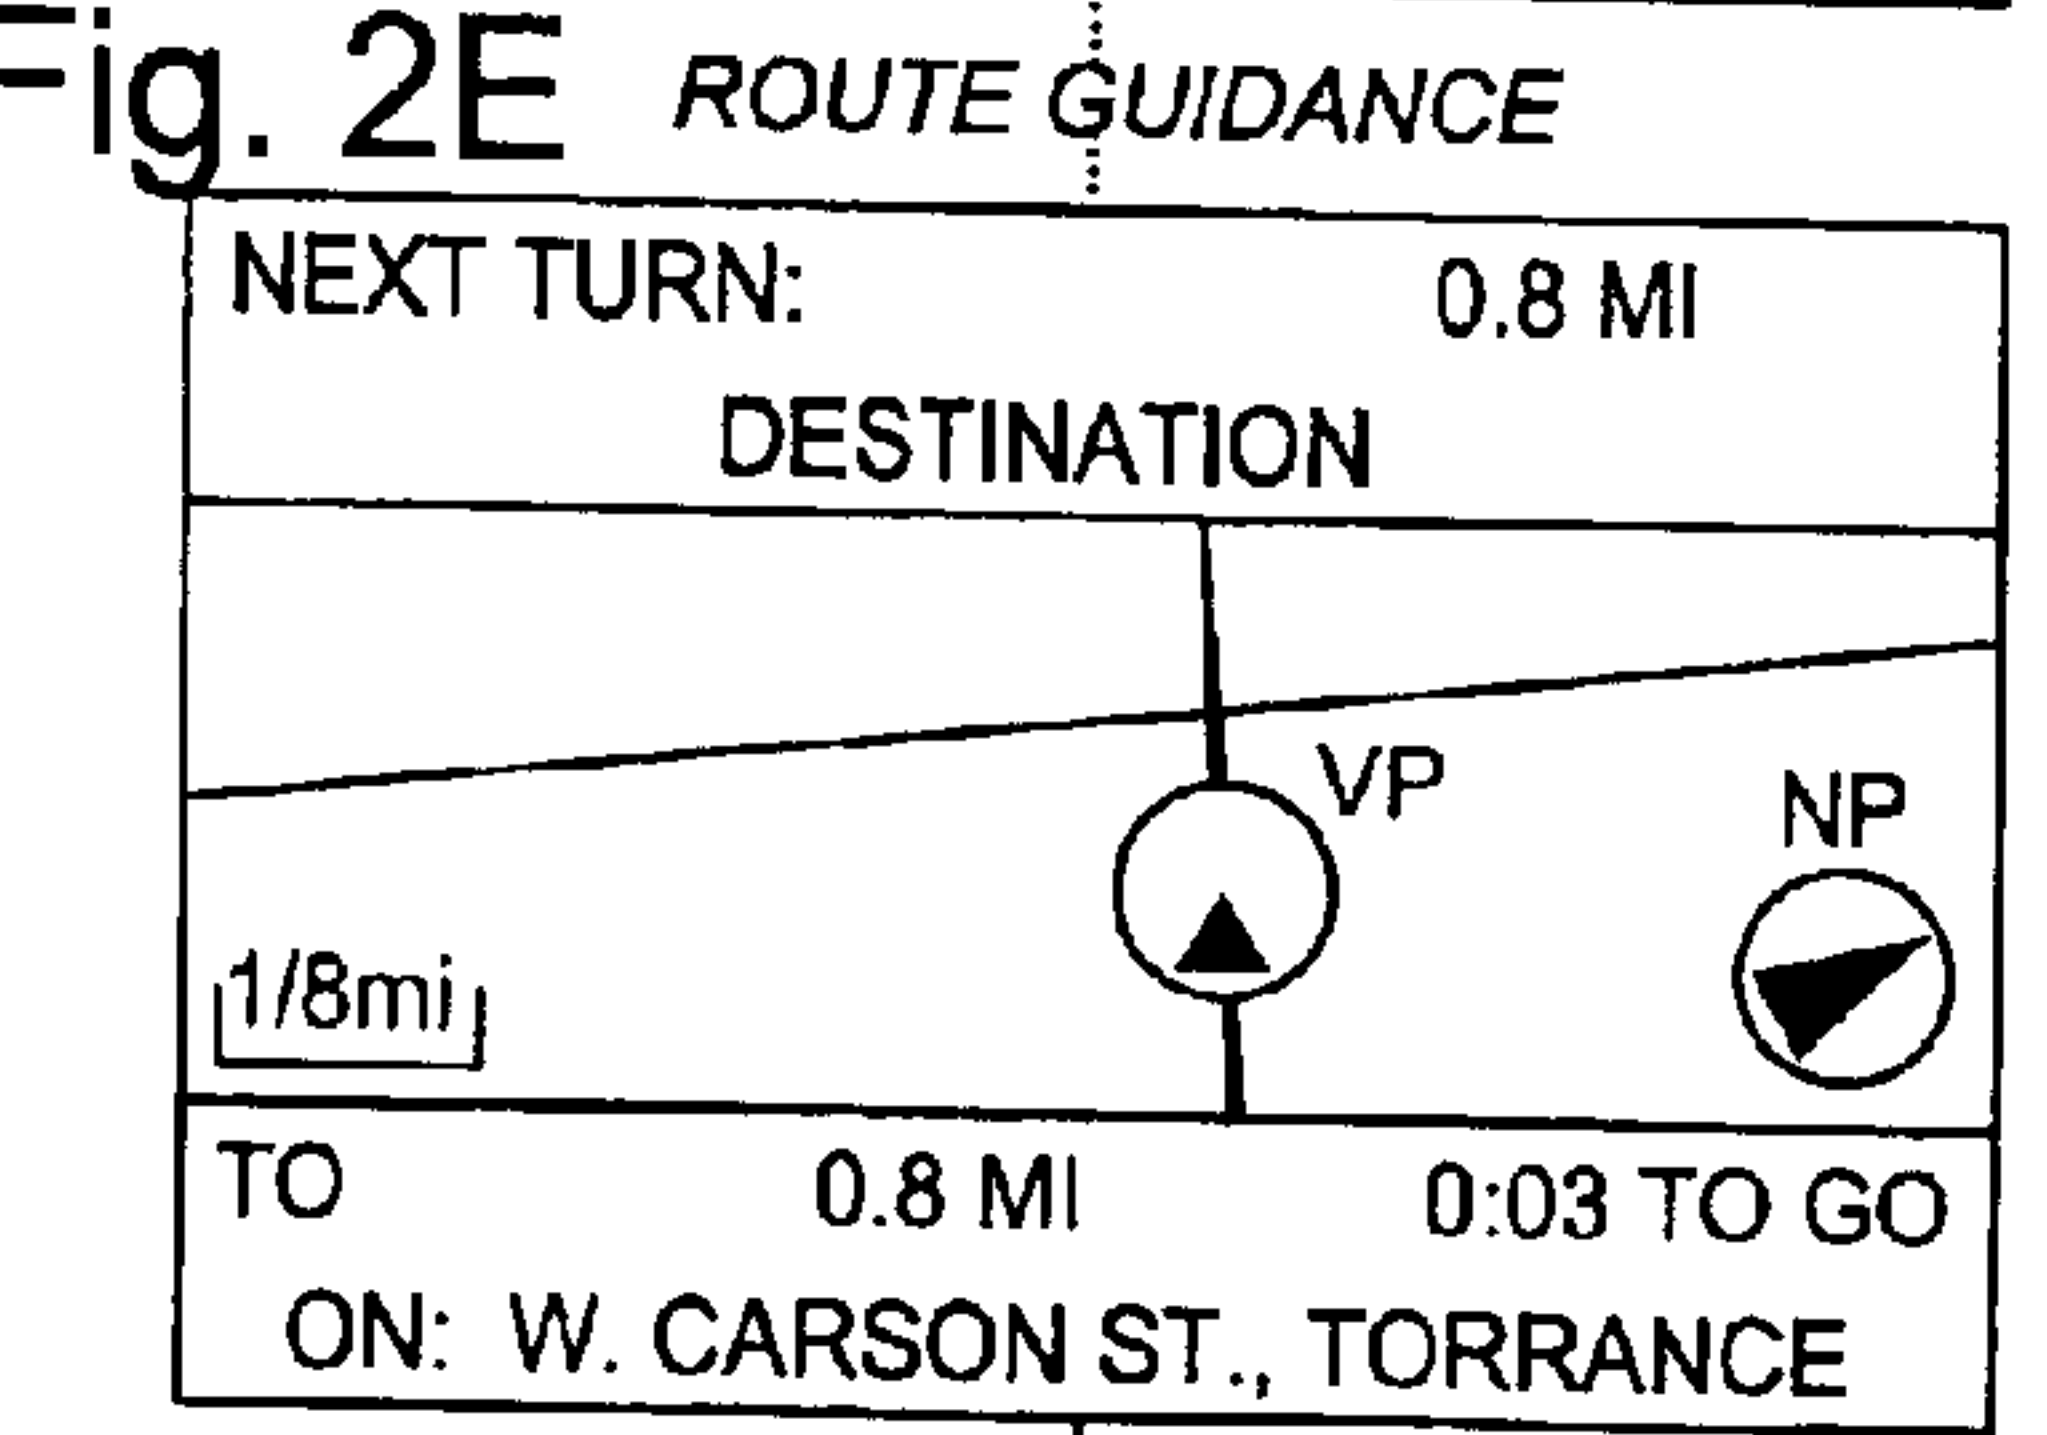 Fig. 2E ROUTE GUIDANCE
NEXT TURN: 0.8 MI
DESTINATION
VP
NP
1/8mi
TO 0.8 MI 0:03 TO GO
ON: W. CARSON ST., TORRANCE